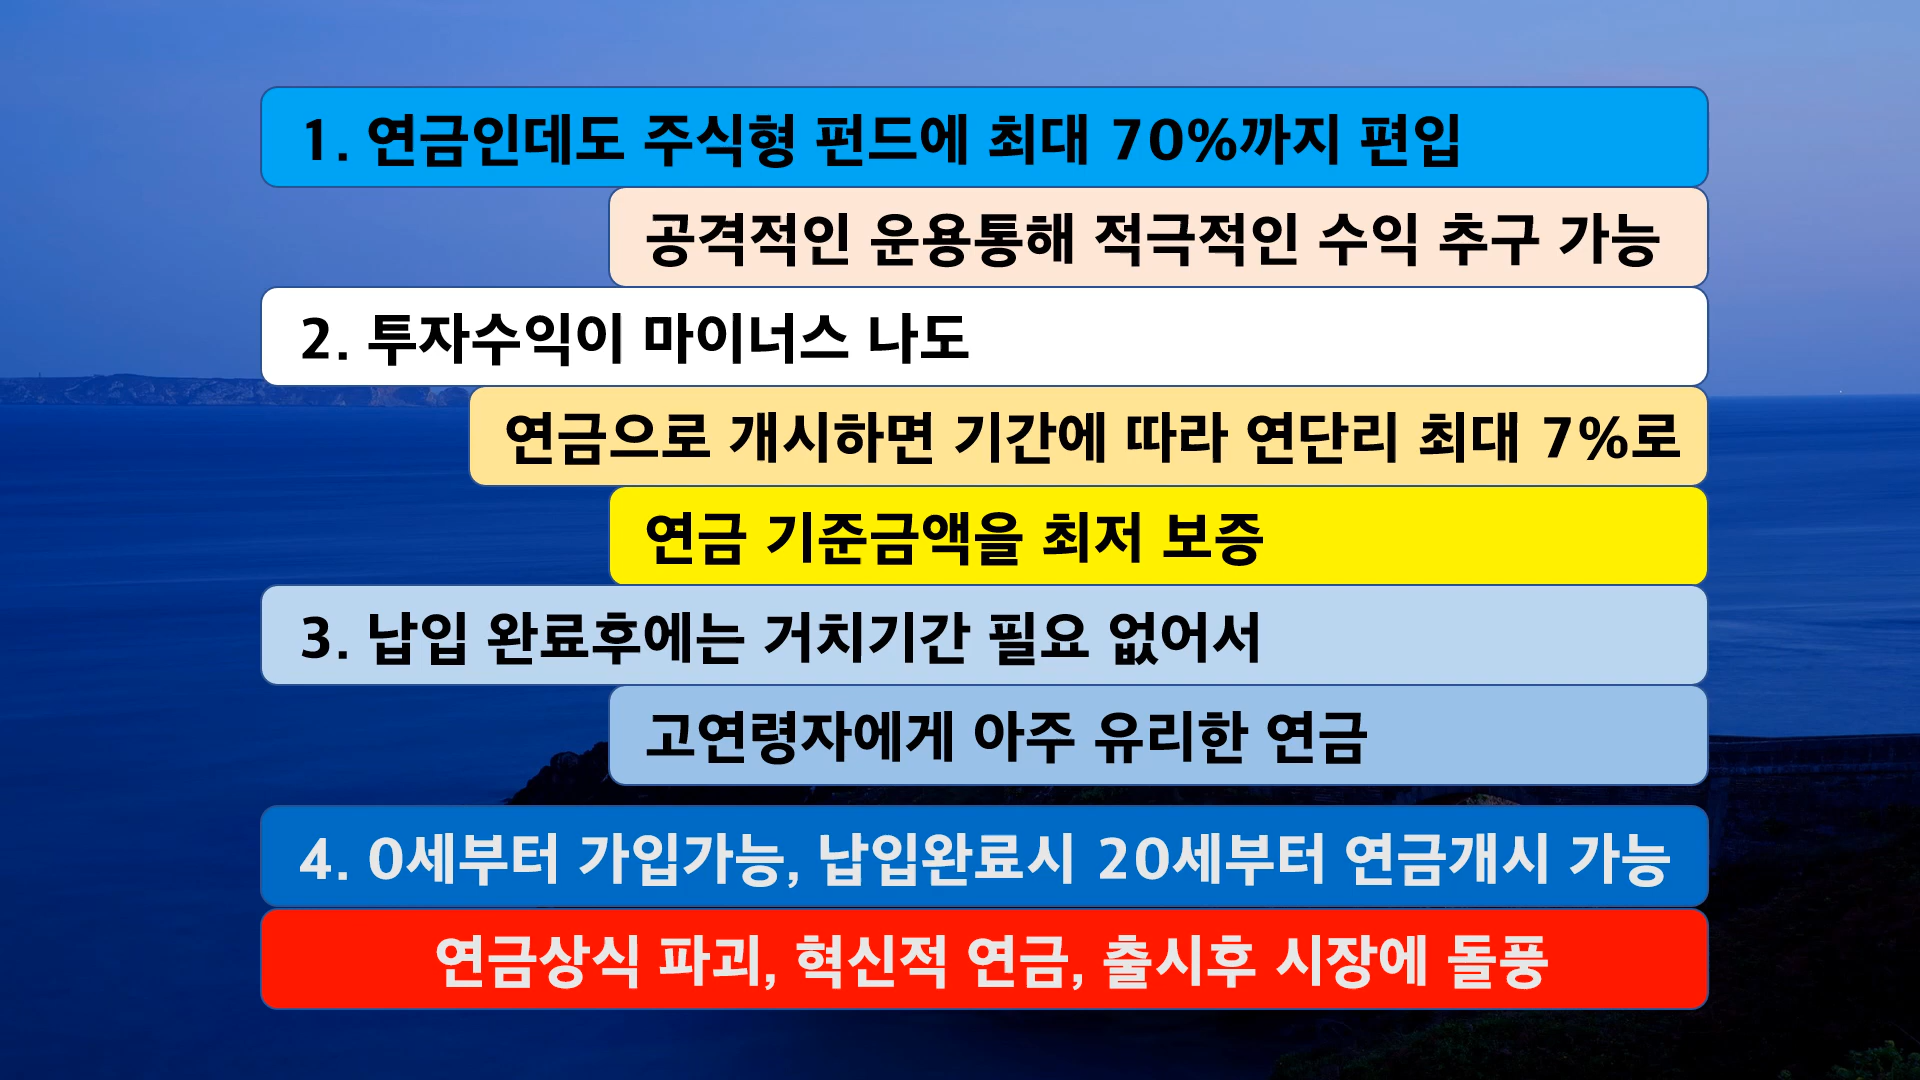 1. 연금인데도 주식형 펀드에 최대 70%까지 편입
공격적인 운용통해 적극적인 수익 추구 가능
2. 투자수익이 마이너스 나도
연금으로 개시하면 기간에 따라 연단리 최대 7%로
연금 기준금액을 최저 보증
3. 납입 완료후에는 거치기간 필요 없어서
고연령자에게 아주 유리한 연금
4. 0세부터 가입가능, 납입완료시 20세부터 연금개시 가능
연금상식 파괴, 혁신적 연금, 출시후 시장에 돌풍